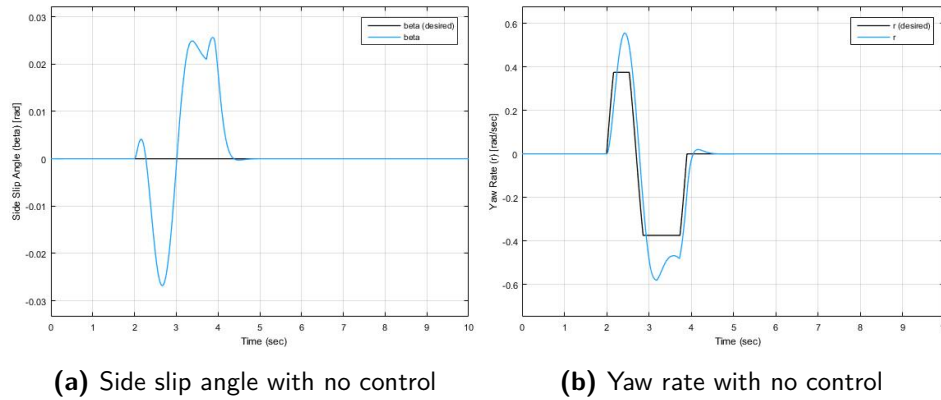 0.03
0.02
0.01
0
-0.01
-0.02
-0.03
Side Slip Angle (beta) [rad]
beta (desired)
beta
0 1 2 3 4 5 6 7 8 9 10
Time (sec)
(a) Side slip angle with no control
0.6
0.4
0.2
0
-0.2
-0.4
-0.6
Yaw Rate (r) [rad/sec]
r (desired)
r
0 1 2 3 4 5 6 7 8 9
Time (sec)
(b) Yaw rate with no control